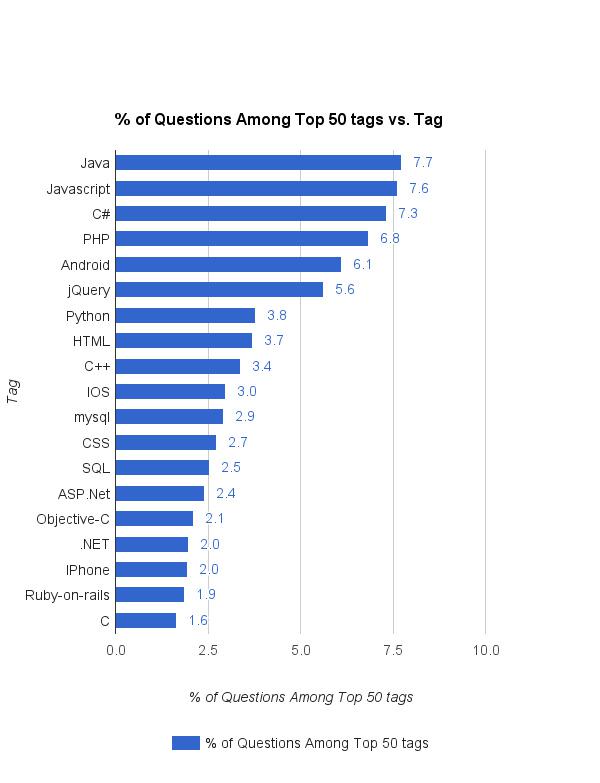 % of Questions Among Top 50 tags vs. Tag
Java 7.7
Javascript 7.6
C# 7.3
PHP 6.8
Android 6.1
jQuery 5.6
Python 3.8
HTML 3.7
C++ 3.4
IOS 3.0
mysql 2.9
CSS 2.7
SQL 2.5
ASP.Net 2.4
Objective-C 2.1
.NET 2.0
IPhone 2.0
Ruby-on-rails 1.9
C 1.6
Tag
0.0 2.5 5.0 7.5 10.0
% of Questions Among Top 50 tags
% of Questions Among Top 50 tags